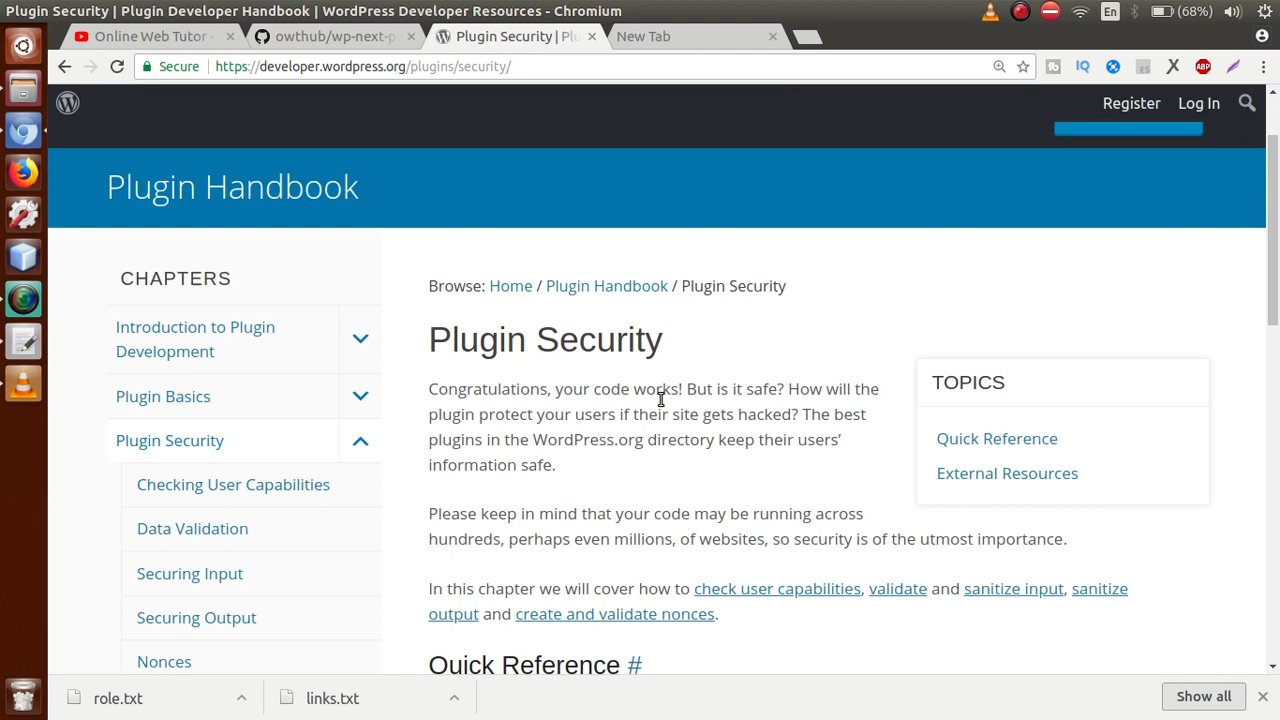 Plugin Security | Plugin Developer Handbook | WordPress Developer Resources - Chromium
En
(68%)
Online Web Tutor -
owthub/wp-next-p
Plugin Security | Pl
New Tab
Secure
https://developer.wordpress.org/plugins/security/
fb
IQ
ABP
Register
Log In
Plugin Handbook
CHAPTERS
Introduction to Plugin
Development
Plugin Basics
Plugin Security
Checking User Capabilities
Data Validation
Securing Input
Securing Output
Nonces
Browse: Home / Plugin Handbook / Plugin Security
Plugin Security
Congratulations, your code works! But is it safe? How will the
plugin protect your users if their site gets hacked? The best
plugins in the WordPress.org directory keep their users’
information safe.
TOPICS
Quick Reference
External Resources
Please keep in mind that your code may be running across
hundreds, perhaps even millions, of websites, so security is of the utmost importance.
In this chapter we will cover how to check user capabilities, validate and sanitize input, sanitize
output and create and validate nonces.
Quick Reference #
role.txt
links.txt
Show all